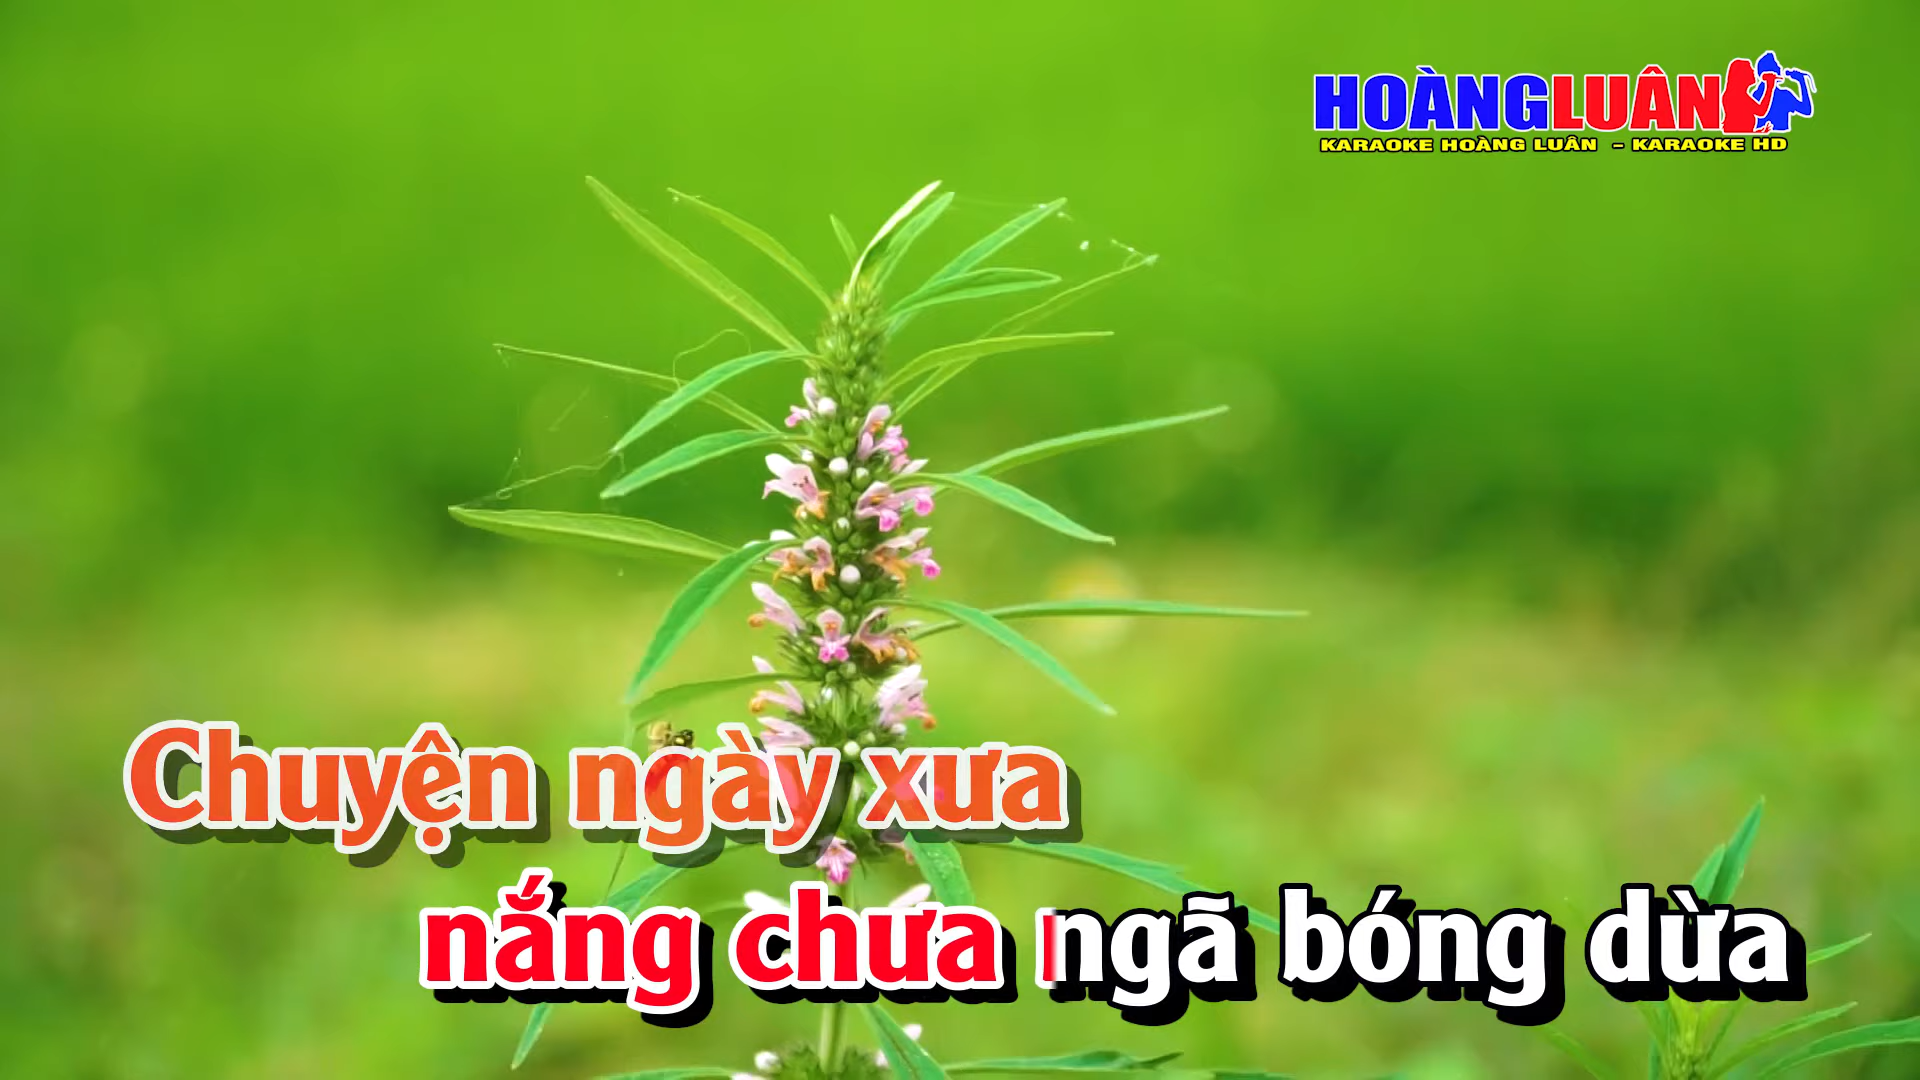 HOÀNGLUÂN
KARAOKE HOÀNG LUÂN - KARAOKE HD
Chuyện ngày xưa
nắng chưa ngã bóng dừa